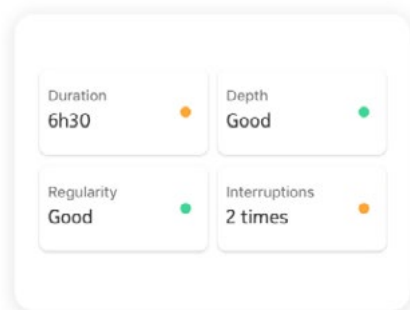 Duration
6h30
Depth
Good
Regularity
Good
Interruptions
2 times